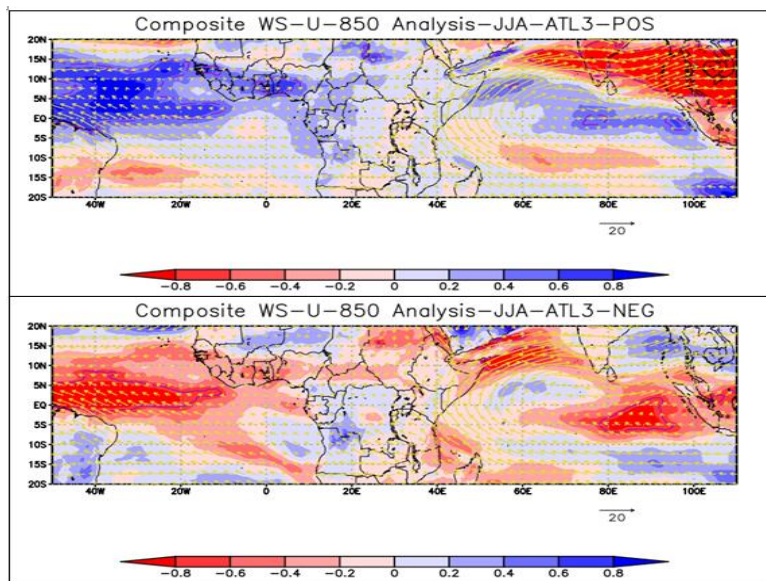 Composite WS-U-850 Analysis-JJA-ATL3-POS
20N
15N
10N
5N
EQ
5S
10S
15S
20S
40W 20W 0 20E 40E 60E 80E 100E
20
-0.8 -0.6 -0.4 -0.2 0 0.2 0.4 0.6 0.8
Composite WS-U-850 Analysis-JJA-ATL3-NEG
20N
15N
10N
5N
EQ
5S
10S
15S
20S
40W 20W 0 20E 40E 60E 80E 100E
20
-0.8 -0.6 -0.4 -0.2 0 0.2 0.4 0.6 0.8